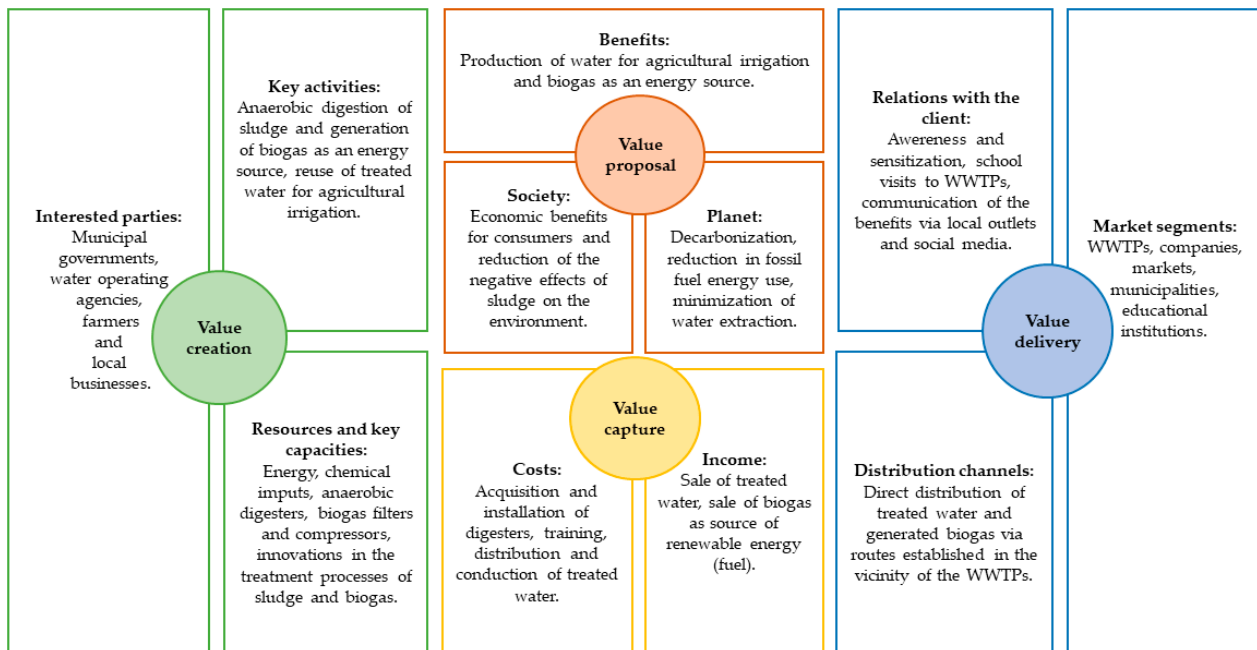 Interested parties:
Municipal
governments,
water operating
agencies,
farmers
and
local
businesses.
Key activities:
Anaerobic digestion of
sludge and generation
of biogas as an energy
source, reuse of treated
water for agricultural
irrigation.
Value
creation
Resources and key
capacities:
Energy, chemical
imputs, anaerobic
digesters, biogas filters
and compressors,
innovations in the
treatment processes of
sludge and biogas.
Benefits:
Production of water for agricultural irrigation
and biogas as an energy source.
Value
proposal
Society:
Economic benefits
for consumers and
reduction of the
negative effects of
sludge on the
environment.
Planet:
Decarbonization,
reduction in fossil
fuel energy use,
minimization of
water extraction.
Value
capture
Costs:
Acquisition and
installation of
digesters, training,
distribution and
conduction of treated
water.
Income:
Sale of treated
water, sale of biogas
as source of
renewable energy
(fuel).
Relations with the
client:
Awereness and
sensitization, school
visits to WWTPs,
communication of the
benefits via local outlets
and social media.
Value
delivery
Distribution channels:
Direct distribution of
treated water and
generated biogas via
routes established in the
vicinity of the WWTPs.
Market segments:
WWTPs, companies,
markets,
municipalities,
educational
institutions.